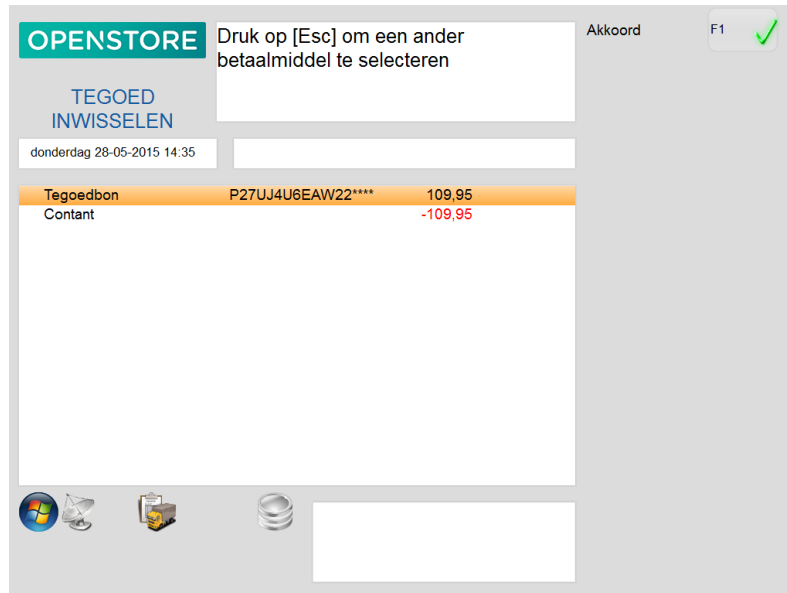 OPENSTORE
Druk op [Esc] om een ander
betaalmiddel te selecteren
Akkoord F1
TEGOED
INWISSELEN
donderdag 28-05-2015 14:35
Tegoedbon P27UJ4U6EAW22**** 109,95
Contant -109,95